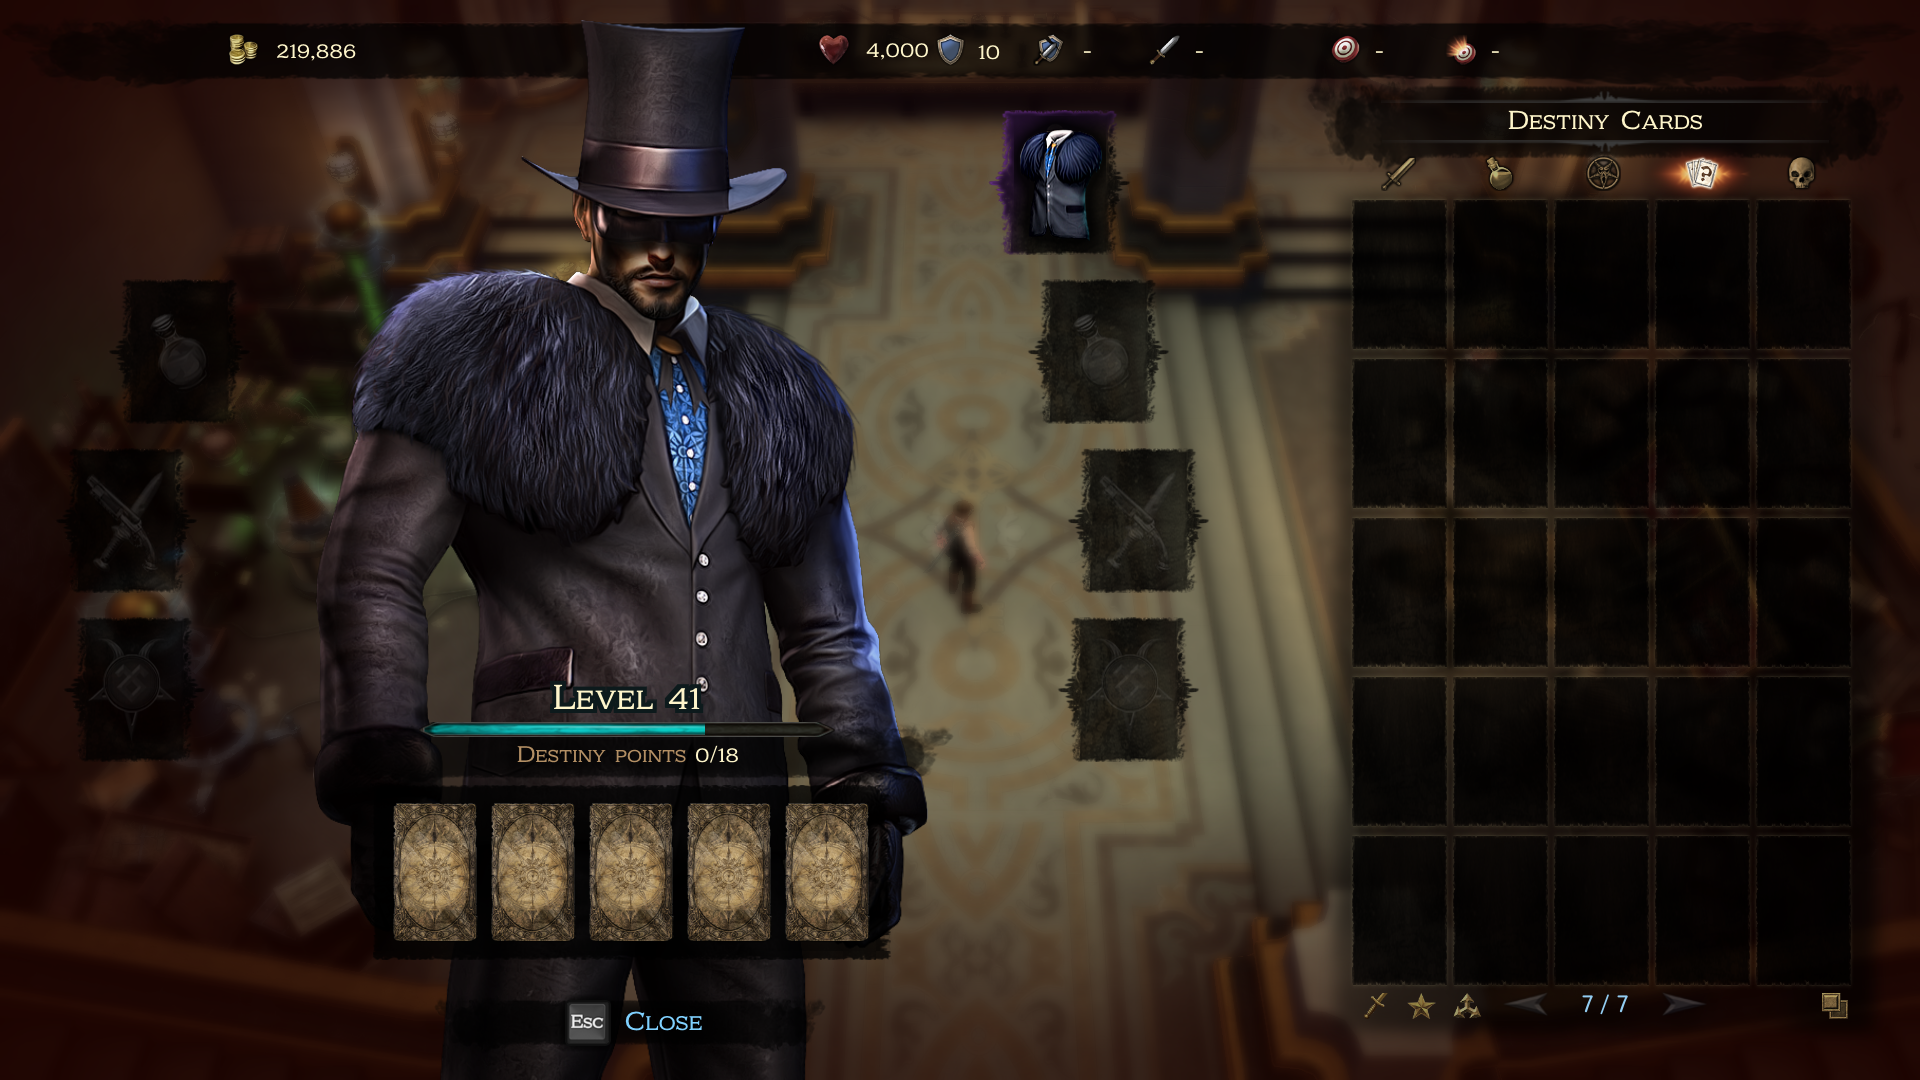 219,886
4,000 10 - - - -
Destiny Cards
Level 41
Destiny points 0/18
7 / 7
Esc Close